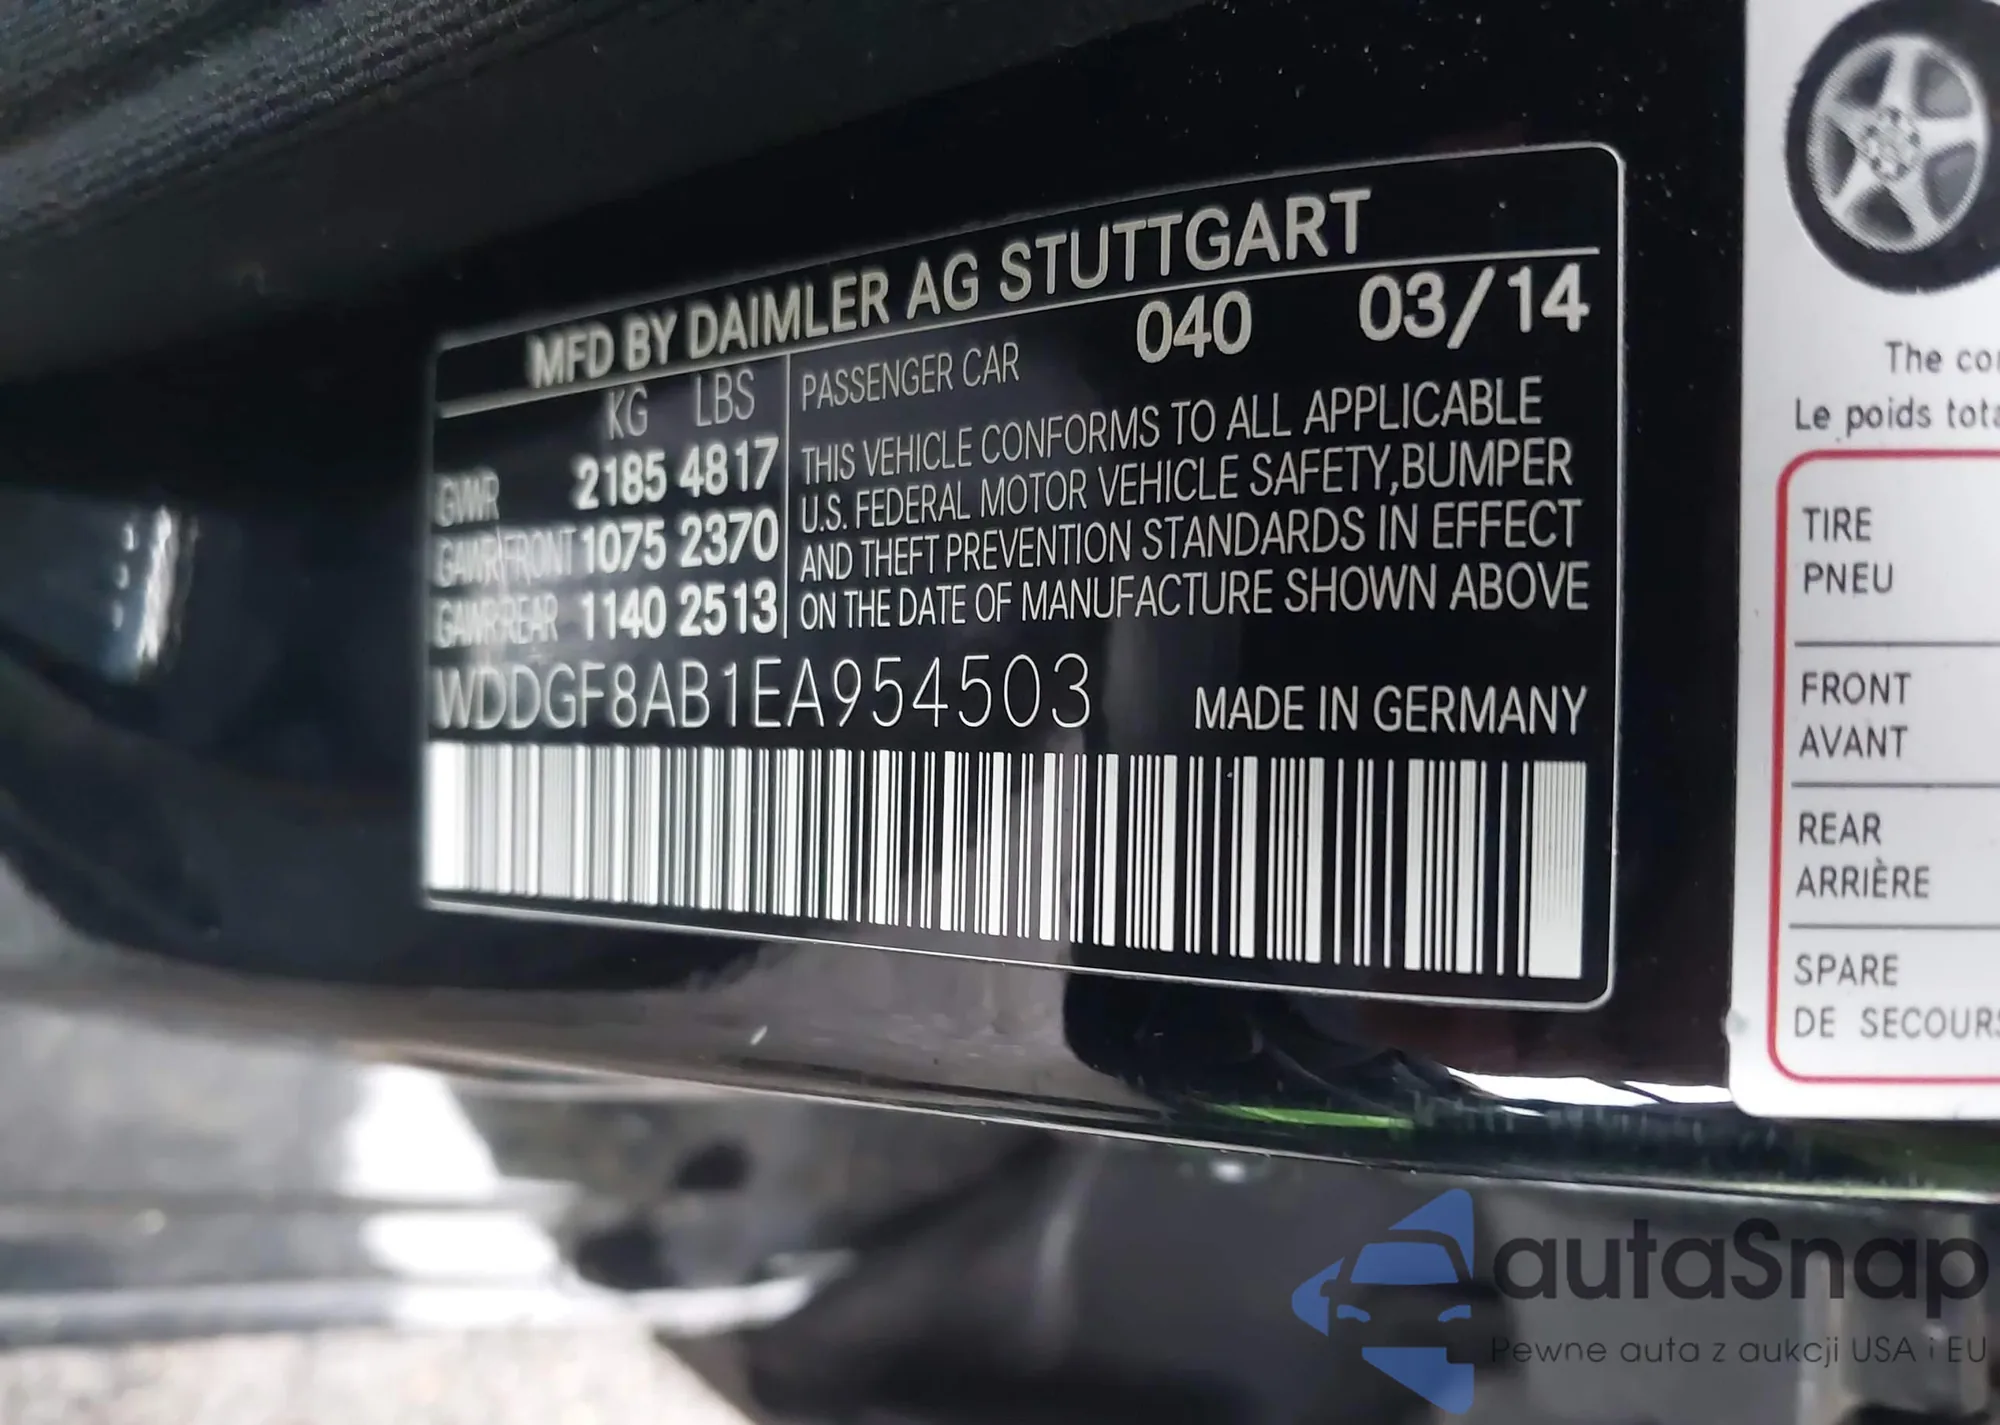 MFD BY DAIMLER AG STUTTGART
KG LBS
GVWR 2185 4817
GAWR FRONT 1075 2370
GAWR REAR 1140 2513
PASSENGER CAR 040 03/14
THIS VEHICLE CONFORMS TO ALL APPLICABLE
U.S. FEDERAL MOTOR VEHICLE SAFETY, BUMPER
AND THEFT PREVENTION STANDARDS IN EFFECT
ON THE DATE OF MANUFACTURE SHOWN ABOVE
WDDGF8AB1EA954503
MADE IN GERMANY
The
Le poids
TIRE
PNEU
FRONT
AVANT
REAR
ARRIÈRE
SPARE
DE SECOURS
autaSnap
Pewne auta z aukcji USA i EU